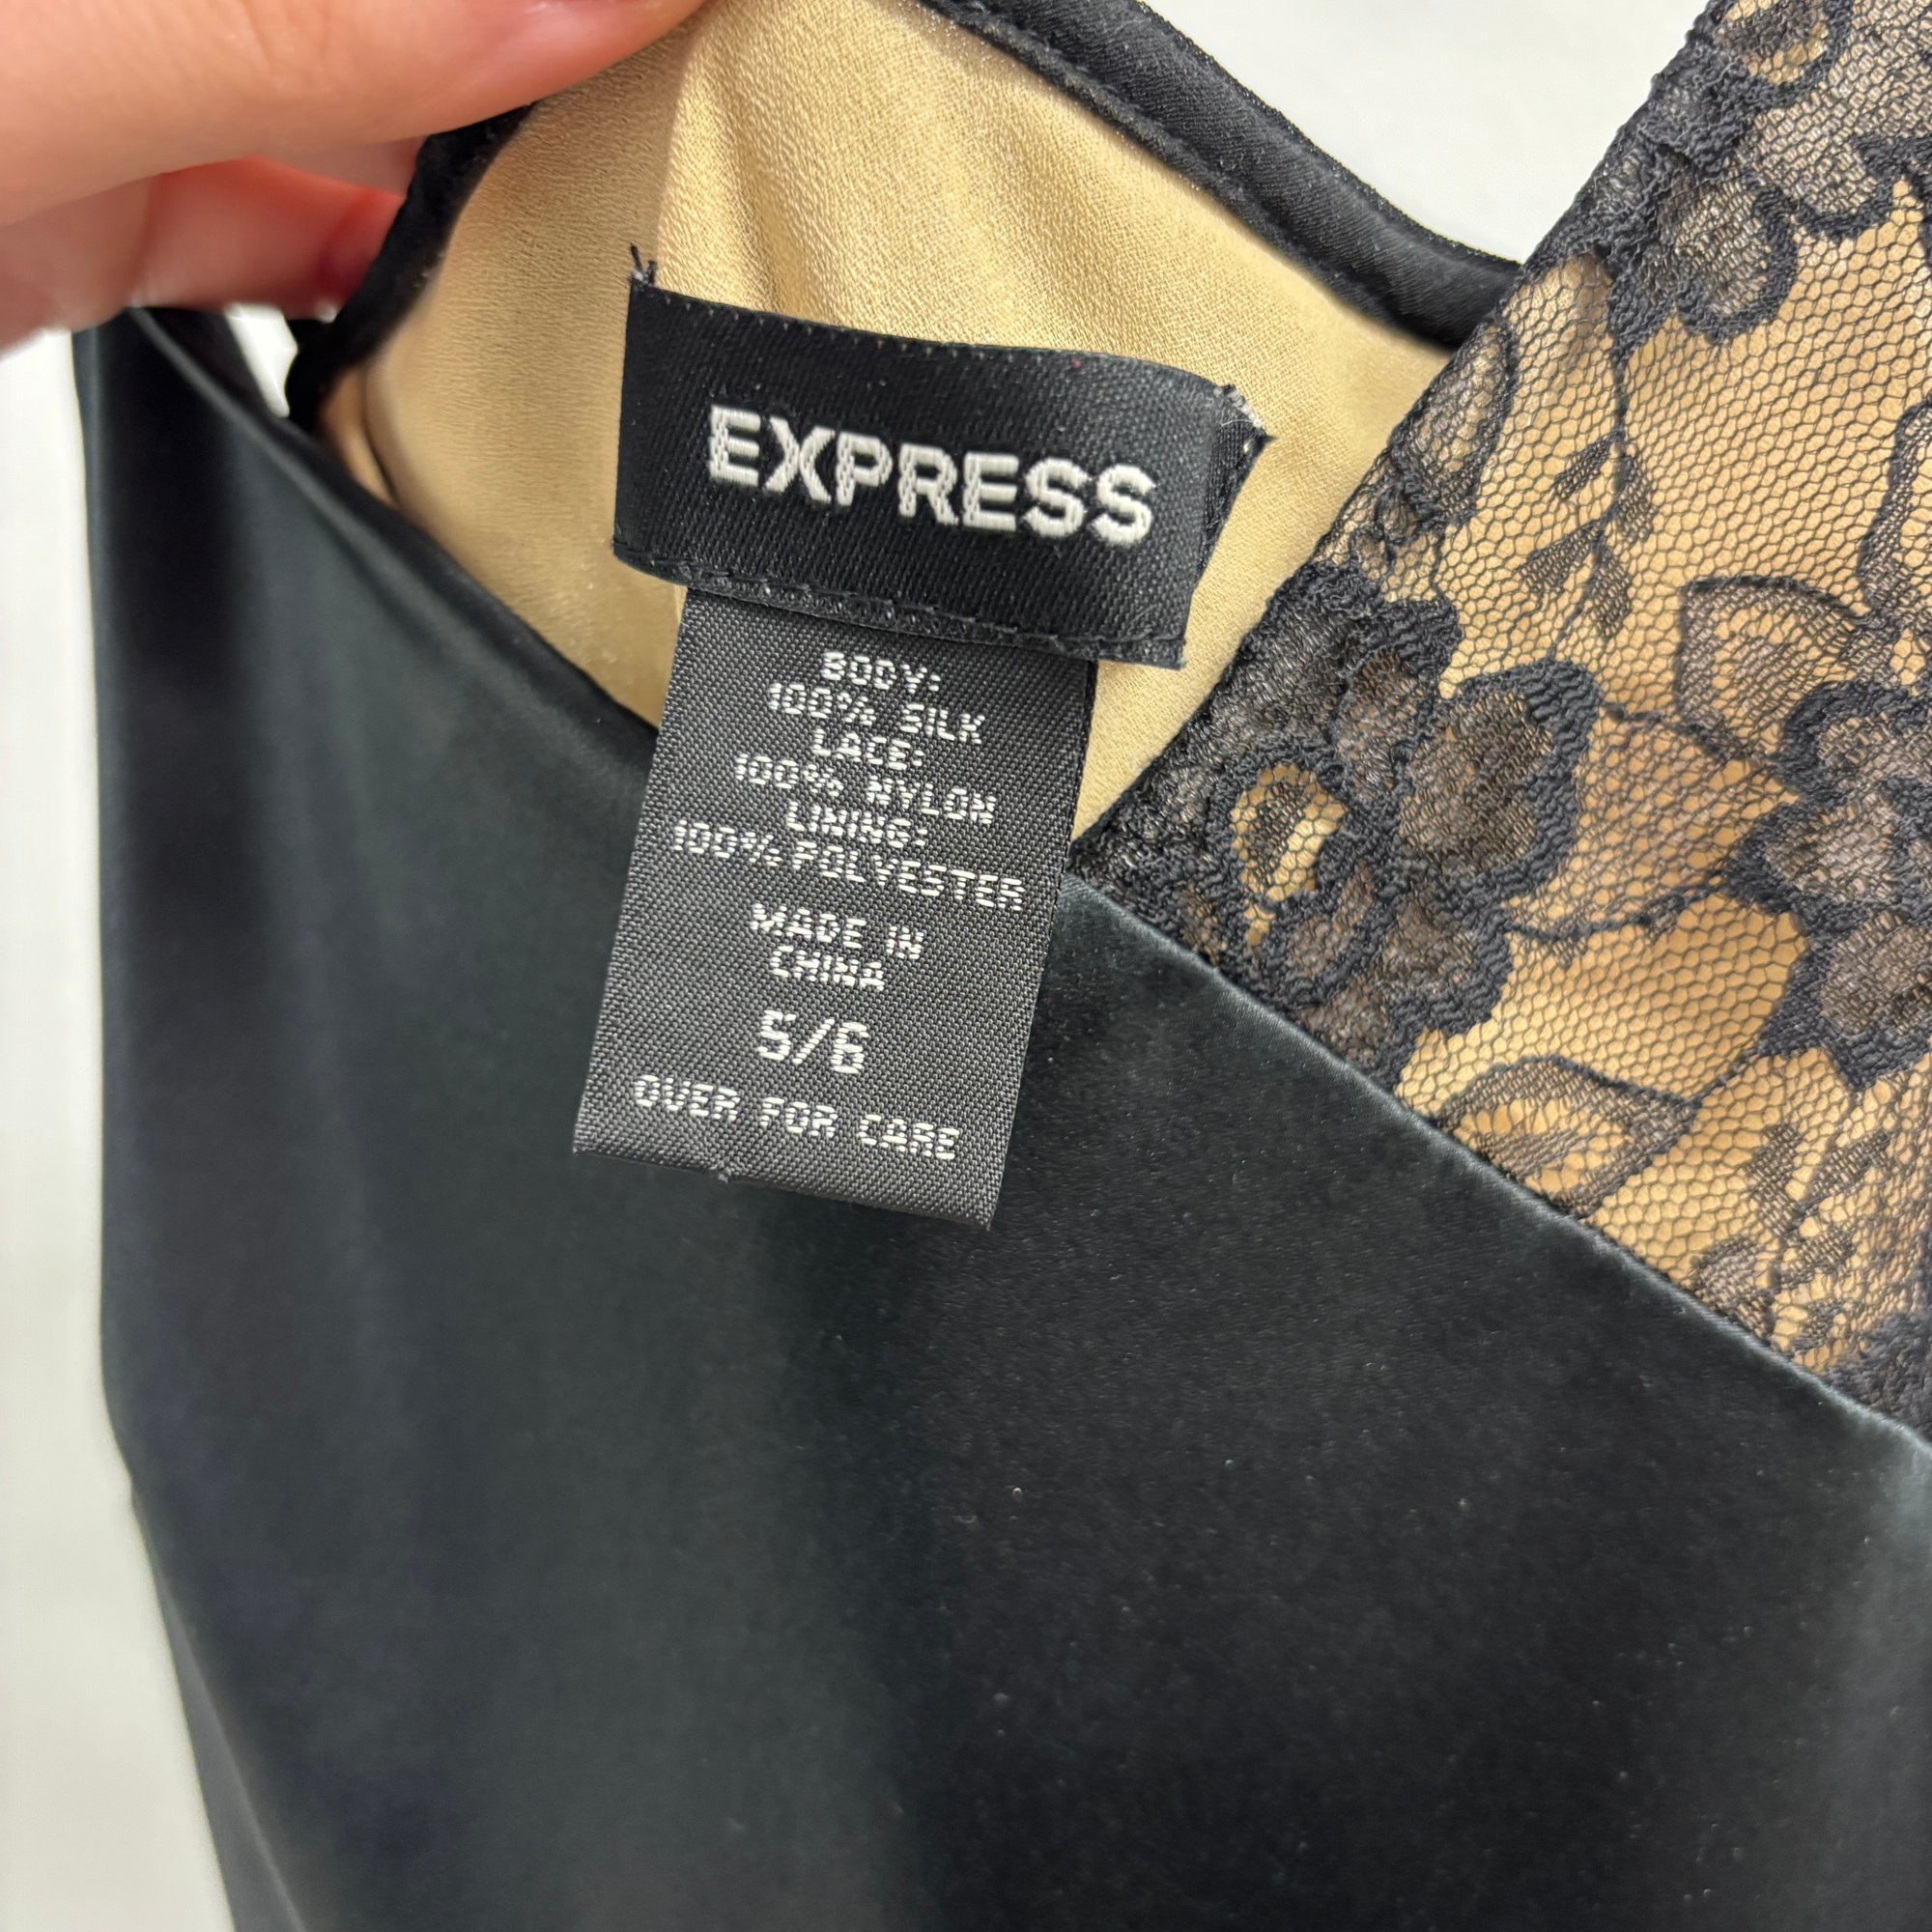 EXPRESS
BODY:
100% SILK
LACE:
100% NYLON
LINING:
100% POLYESTER
MADE IN
CHINA
5/6
OVER FOR CARE